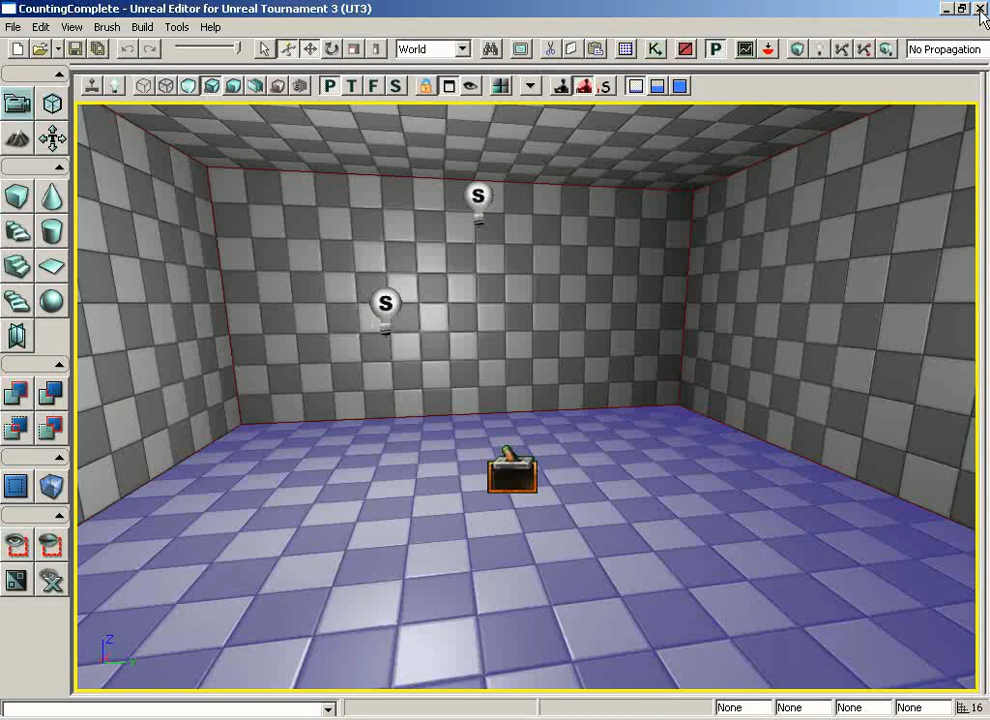 CountingComplete - Unreal Editor for Unreal Tournament 3 (UT3)
File Edit View Brush Build Tools Help
World P No Propagation
P T F S S
S
S
Z
Y
None None None None 16